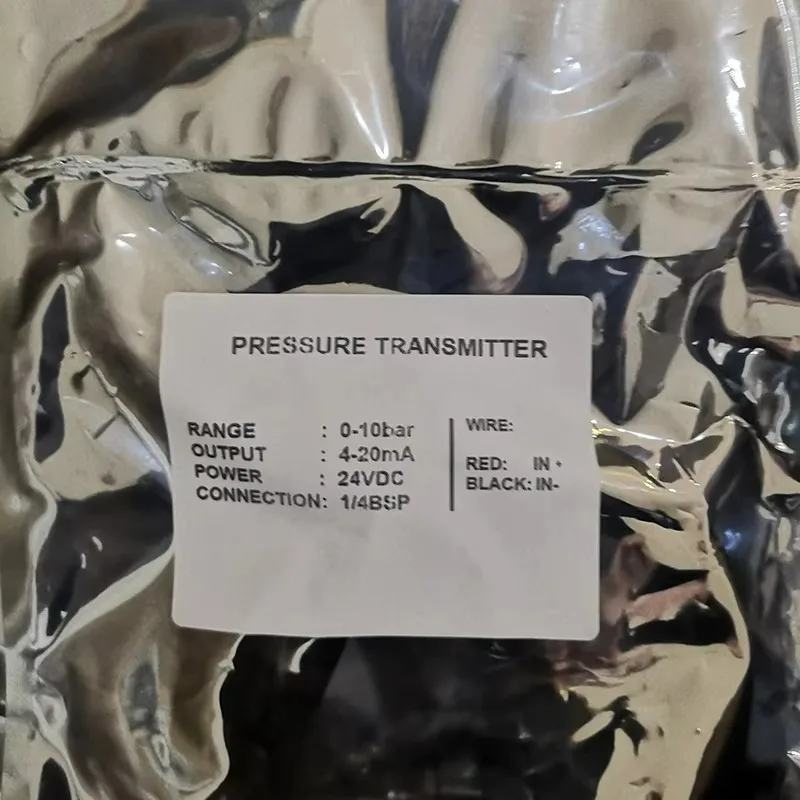 PRESSURE TRANSMITTER
RANGE : 0-10bar
OUTPUT : 4-20mA
POWER : 24VDC
CONNECTION: 1/4BSP
WIRE:
RED: IN +
BLACK: IN-